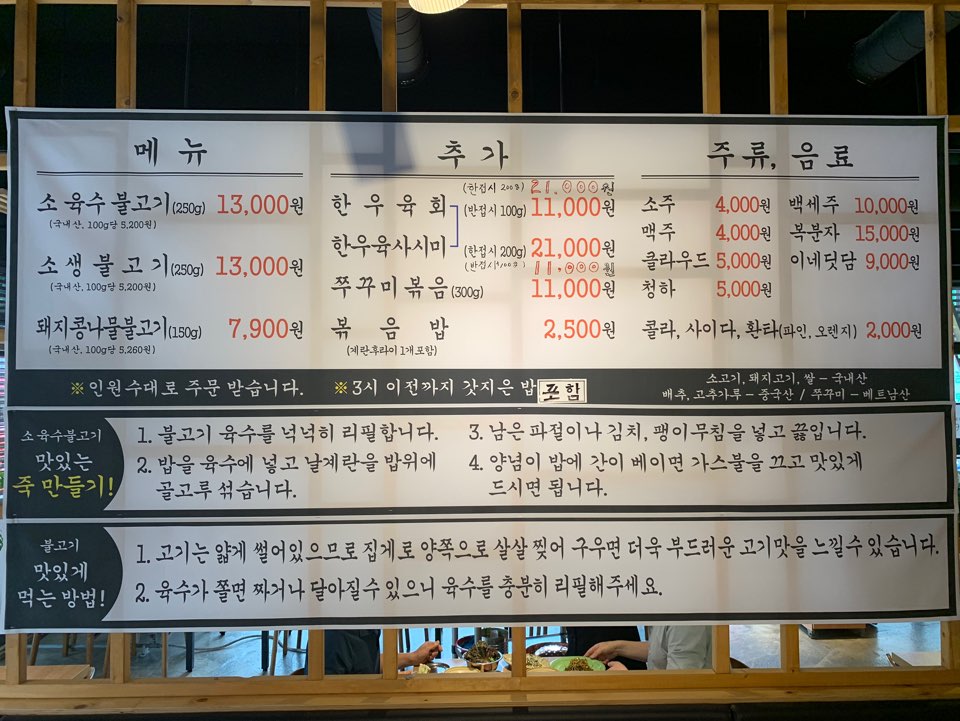 메 뉴
소 육수 불고기(250g) 13,000원
(국내산, 100g당 5,200원)
소 생 불 고 기(250g) 13,000원
(국내산, 100g당 5,200원)
돼지콩나물불고기(150g) 7,900원
(국내산, 100g당 5,260원)
추 가
(한접시 200g) 21,000원
한 우 육 회 (반접시 100g) 11,000원
한우육사시미 (한접시 200g) 21,000원
(반접시 100g) 11,000원
쭈꾸미볶음(300g) 11,000원
볶 음 밥 2,500원
(계란후라이 1개포함)
주 류, 음 료
소주 4,000원 백세주 10,000원
맥주 4,000원 복분자 15,000원
클라우드 5,000원 이네딧담 9,000원
청하 5,000원
콜라, 사이다, 환타(파인, 오렌지) 2,000원
※인원수대로 주문 받습니다. ※3시 이전까지 갓지은 밥 포함
소고기, 돼지고기, 쌀 – 국내산
배추, 고추가루 – 중국산 / 쭈꾸미 – 베트남산
소육수불고기
맛있는
죽 만들기!
1. 불고기 육수를 넉넉히 리필합니다.
2. 밥을 육수에 넣고 날계란을 밥위에
골고루 섞습니다.
3. 남은 파절이나 김치, 팽이무침을 넣고 끓입니다.
4. 양념이 밥에 간이 베이면 가스불을 끄고 맛있게
드시면 됩니다.
불고기
맛있게
먹는 방법!
1. 고기는 얇게 썰어있으므로 집게로 양쪽으로 살살 찢어 구우면 더욱 부드러운 고기맛을 느낄수 있습니다.
2. 육수가 쫄면 짜거나 달아질수 있으니 육수를 충분히 리필해주세요.